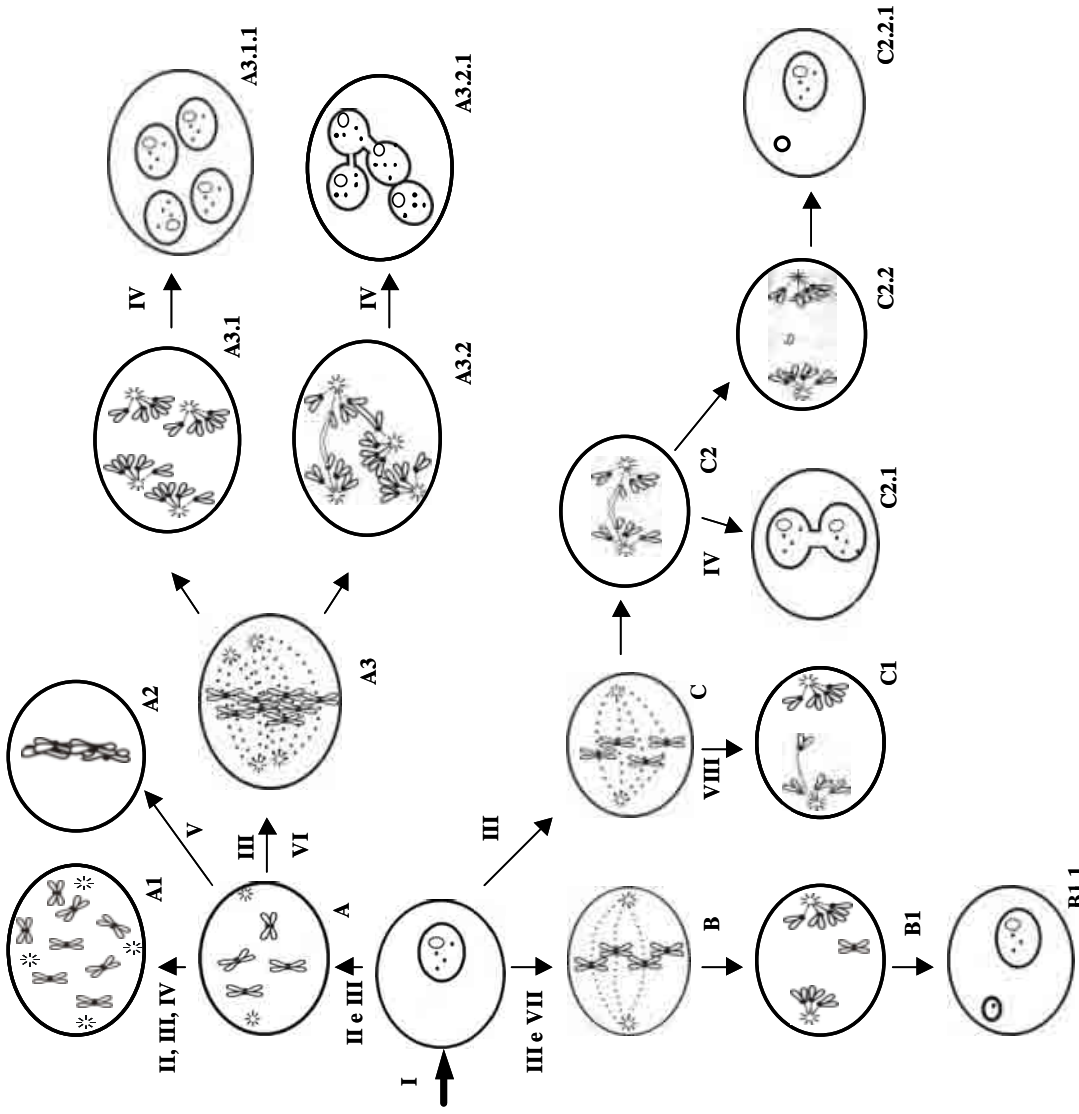 IV
A1
A2
II, III, IV
V
A3.1
A3.1.1
III
VI
A
II e III
A3
IV
I
A3.2
A3.2.1
III
III e VII
B
C
IV
C2
VIII
C1
C2.1
C2.2
C2.2.1
B1
B1.1